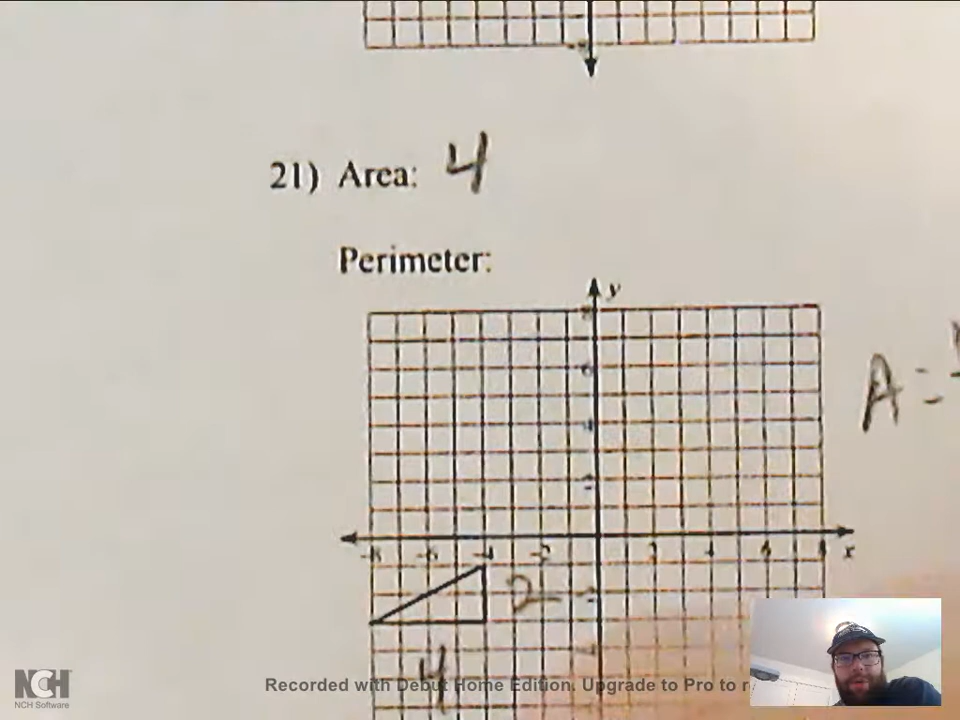 21) Area: 4
Perimeter:
y
8
6
4
A =
2
-8 -6 -4 -2 2 4 6 8 x
2
4
NCH
NCH Software
Recorded with Debut Home Edition. Upgrade to Pro to r